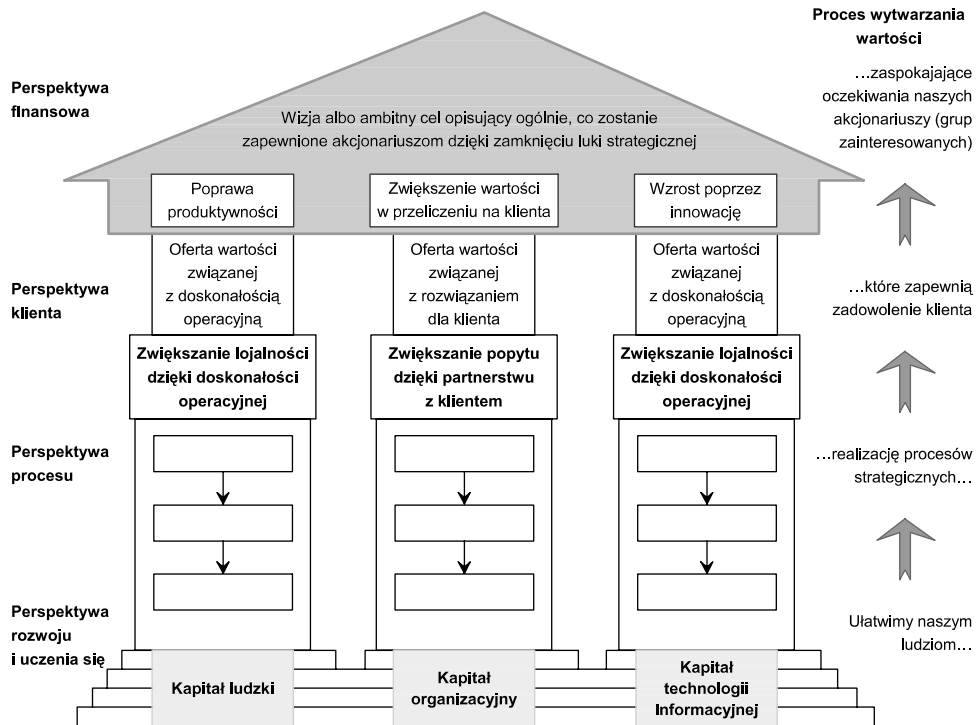 Proces wytwarzania
wartości
Perspektywa
fInansowa
…zaspokajające
oczekiwania naszych
akcjonariuszy (grup
zainteresowanych)
Wizja albo ambitny cel opisujący ogólnie, co zostanie
zapewnione akcjonariuszom dzięki zamknięciu luki strategicznej
Poprawa
produktywności
Zwiększenie wartości
w przeliczeniu na klienta
Wzrost poprzez
innowację
Perspektywa
klienta
Oferta wartości
związanej
z doskonałością
operacyjną
Oferta wartości
związanej
z rozwiązaniem
dla klienta
Oferta wartości
związanej
z doskonałością
operacyjną
…które zapewnią
zadowolenie klienta
Zwiększanie lojalności
dzięki doskonałości
operacyjnej
Zwiększanie popytu
dzięki partnerstwu
z klientem
Zwiększanie lojalności
dzięki doskonałości
operacyjnej
Perspektywa
procesu
…realizację procesów
strategicznych…
Perspektywa
rozwoju
i uczenia się
Ułatwimy naszym
ludziom…
Kapitał ludzki
Kapitał
organizacyjny
Kapitał
technologii
Informacyjnej